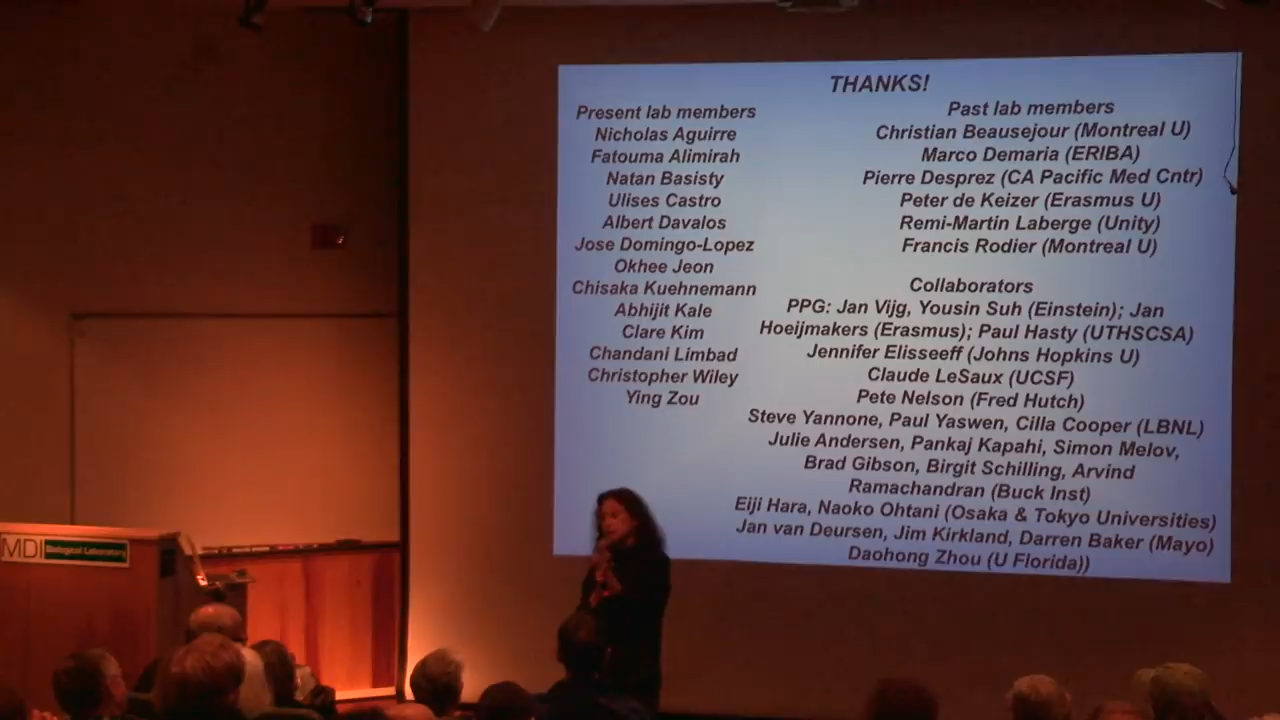 THANKS!
Present lab members
Nicholas Aguirre
Fatouma Alimirah
Natan Basisty
Ulises Castro
Albert Davalos
Jose Domingo-Lopez
Okhee Jeon
Chisaka Kuehnemann
Abhijit Kale
Clare Kim
Chandani Limbad
Christopher Wiley
Ying Zou
Past lab members
Christian Beausejour (Montreal U)
Marco Demaria (ERIBA)
Pierre Desprez (CA Pacific Med Cntr)
Peter de Keizer (Erasmus U)
Remi-Martin Laberge (Unity)
Francis Rodier (Montreal U)
Collaborators
PPG: Jan Vijg, Yousin Suh (Einstein); Jan
Hoeijmakers (Erasmus); Paul Hasty (UTHSCSA)
Jennifer Elisseeff (Johns Hopkins U)
Claude LeSaux (UCSF)
Pete Nelson (Fred Hutch)
Steve Yannone, Paul Yaswen, Cilla Cooper (LBNL)
Julie Andersen, Pankaj Kapahi, Simon Melov,
Brad Gibson, Birgit Schilling, Arvind
Ramachandran (Buck Inst)
Eiji Hara, Naoko Ohtani (Osaka & Tokyo Universities)
Jan van Deursen, Jim Kirkland, Darren Baker (Mayo)
Daohong Zhou (U Florida))
MDI Biological Laboratory